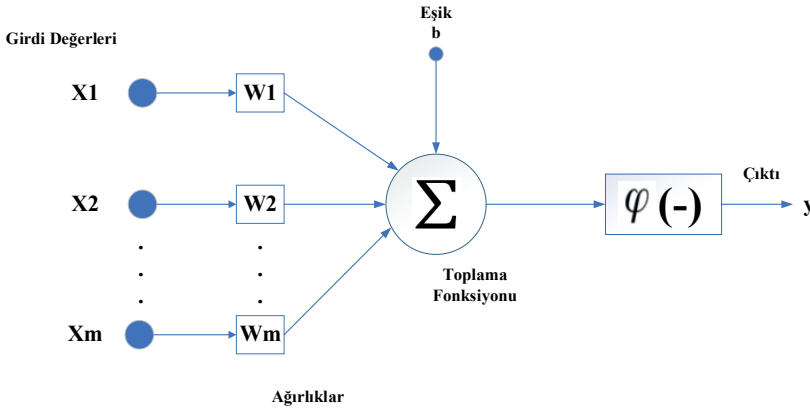 Eşik
b
Girdi Değerleri
X1
W1
X2
W2
Σ
φ (-)
Çıktı
y
Toplama
Fonksiyonu
Xm
Wm
Ağırlıklar